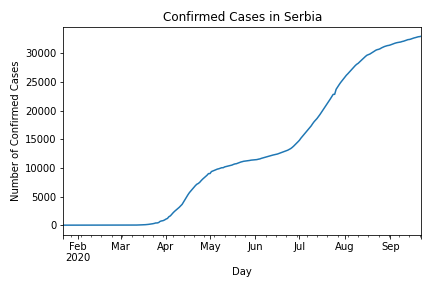 Confirmed Cases in Serbia
Number of Confirmed Cases
30000
25000
20000
15000
10000
5000
0
Feb Mar Apr May Jun Jul Aug Sep
2020
Day